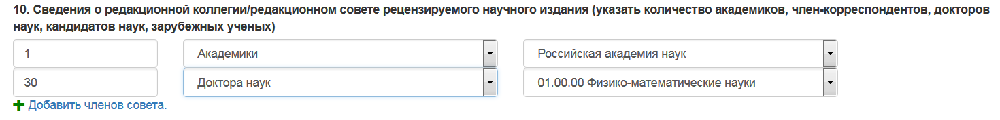 10. Сведения о редакционной коллегии/редакционном совете рецензируемого научного издания (указать количество академиков, член-корреспондентов, докторов
наук, кандидатов наук, зарубежных ученых)
1 Академики Российская академия наук
30 Доктора наук 01.00.00 Физико-математические науки
Добавить членов совета.